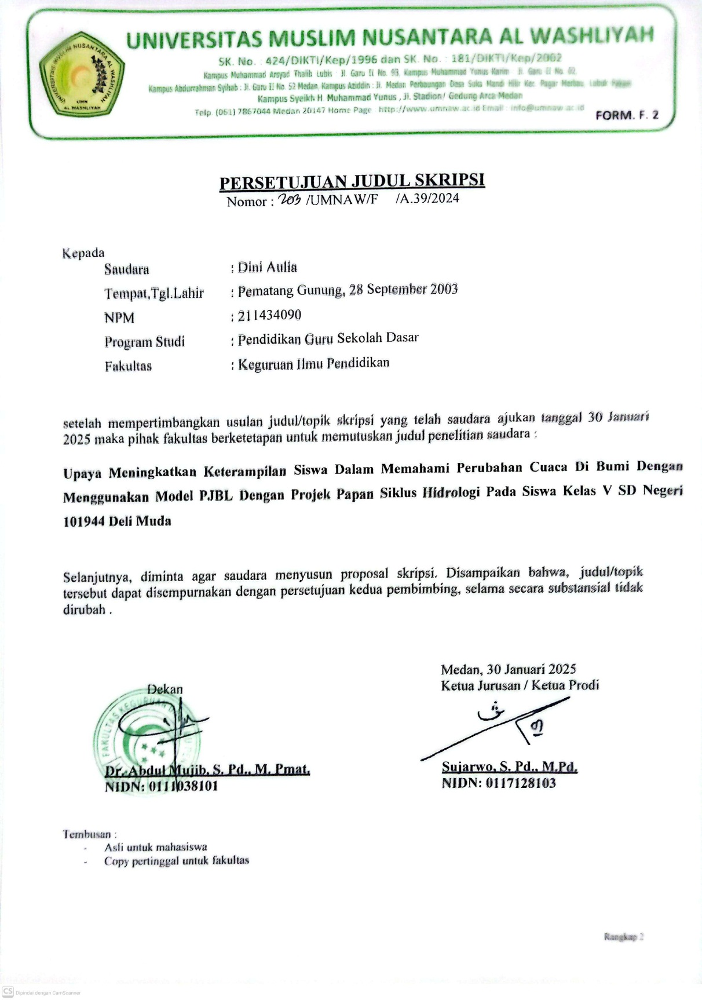 UNIVERSITAS MUSLIM NUSANTARA AL WASHLIYAH
SK. No. : 424/DIKTI/Kep/1996 dan SK. No. : 181/DIKTI/Kep/2002
Kampus Muhammad Arsyad Thalib Lubis : Jl. Garu II No. 93, Kampus Muhammad Yunus Karim : Jl. Garu II No. 02,
Kampus Abdurrahman Syihab : Jl. Garu II No. 52 Medan, Kampus Aziddin : Jl. Medan Perbaungan Desa Suka Mandi Hilir Kec. Pagar Merbau, Lubuk Pakam
Kampus Syeikh H. Muhammad Yunus , Jl. Stadion/ Gedung Arca Medan
Telp. (061) 7867044 Medan 20147 Home Page : http://www.umnaw.ac.id Email : info@umnaw.ac.id
FORM. F. 2
UMN
AL WASHLIYAH
PERSETUJUAN JUDUL SKRIPSI
Nomor : 203 /UMNAW/F /A.39/2024
Kepada
Saudara : Dini Aulia
Tempat,Tgl.Lahir : Pematang Gunung, 28 September 2003
NPM : 211434090
Program Studi : Pendidikan Guru Sekolah Dasar
Fakultas : Keguruan Ilmu Pendidikan
setelah mempertimbangkan usulan judul/topik skripsi yang telah saudara ajukan tanggal 30 Januari
2025 maka pihak fakultas berketetapan untuk memutuskan judul penelitian saudara :
Upaya Meningkatkan Keterampilan Siswa Dalam Memahami Perubahan Cuaca Di Bumi Dengan
Menggunakan Model PJBL Dengan Projek Papan Siklus Hidrologi Pada Siswa Kelas V SD Negeri
101944 Deli Muda
Selanjutnya, diminta agar saudara menyusun proposal skripsi. Disampaikan bahwa, judul/topik
tersebut dapat disempurnakan dengan persetujuan kedua pembimbing, selama secara substansial tidak
dirubah .
Medan, 30 Januari 2025
Dekan
Ketua Jurusan / Ketua Prodi
FAKULTAS KEGURUAN
Dr. Abdul Mujib, S. Pd., M. Pmat.
NIDN: 0111038101
Sujarwo, S. Pd., M.Pd.
NIDN: 0117128103
Tembusan :
- Asli untuk mahasiswa
- Copy pertinggal untuk fakultas
Rangkap 2
CS Dipindai dengan CamScanner